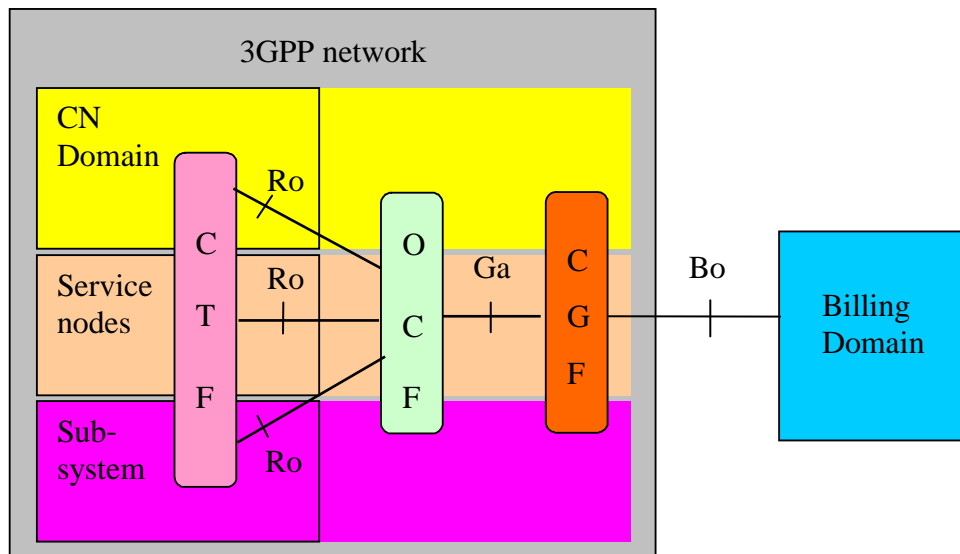 3GPP network
CN
Domain
Ro
C
T
F
O
C
F
C
G
F
Service
nodes
Ro
Ga
Bo
Billing
Domain
Sub-
system
Ro